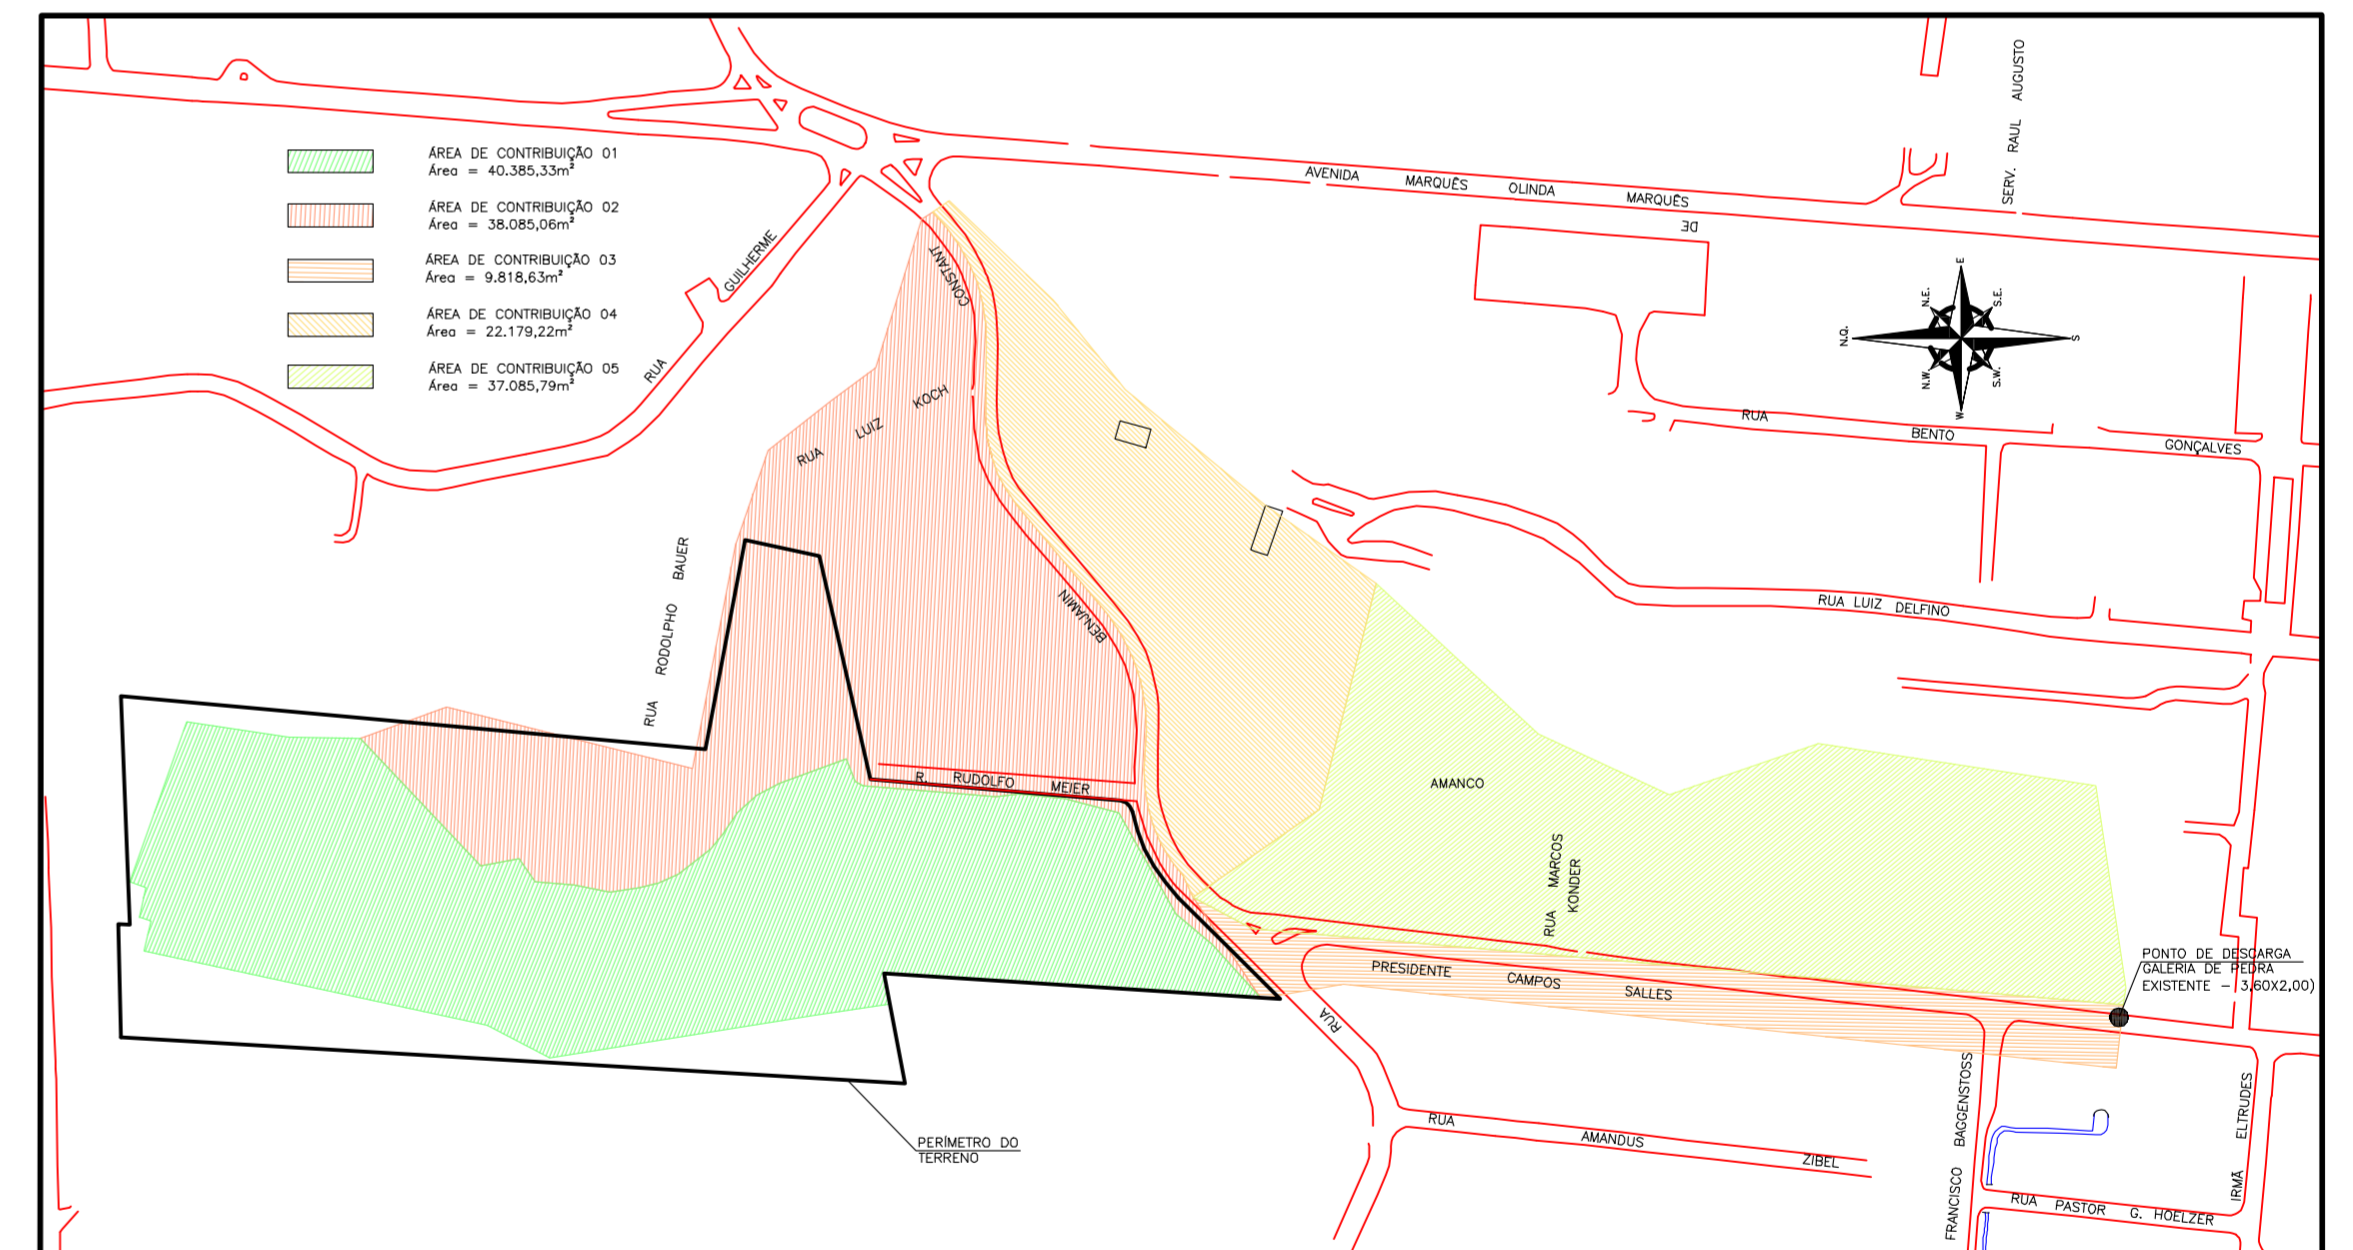 ÁREA DE CONTRIBUIÇÃO 01
Área = 40.385,33m²
ÁREA DE CONTRIBUIÇÃO 02
Área = 38.085,06m²
ÁREA DE CONTRIBUIÇÃO 03
Área = 9.818,63m²
ÁREA DE CONTRIBUIÇÃO 04
Área = 22.179,22m²
ÁREA DE CONTRIBUIÇÃO 05
Área = 37.085,79m²
SERV. RAUL AUGUSTO
AVENIDA MARQUÊS OLINDA MARQUÊS
DE
RUA GUILHERME
CONSTANT
BENJAMIN
RUA LUIZ KOCH
RUA RODOLPHO BAUER
E
N.E.
S.E.
N.O.
S
N.W
S.W.
W
RUA BENTO GONÇALVES
RUA LUIZ DELFINO
R. RUDOLFO MEIER
AMANCO
RUA MARCOS
KONDER
PRESIDENTE CAMPOS SALLES
PONTO DE DESCARGA
GALERIA DE PEDRA
EXISTENTE - 3,60X2,00)
RUA
RUA AMANDUS ZIBEL
PERÍMETRO DO
TERRENO
FRANCISCO BAGGENSTOSS
IRMÃ ELTRUDES
RUA PASTOR G. HOELZER